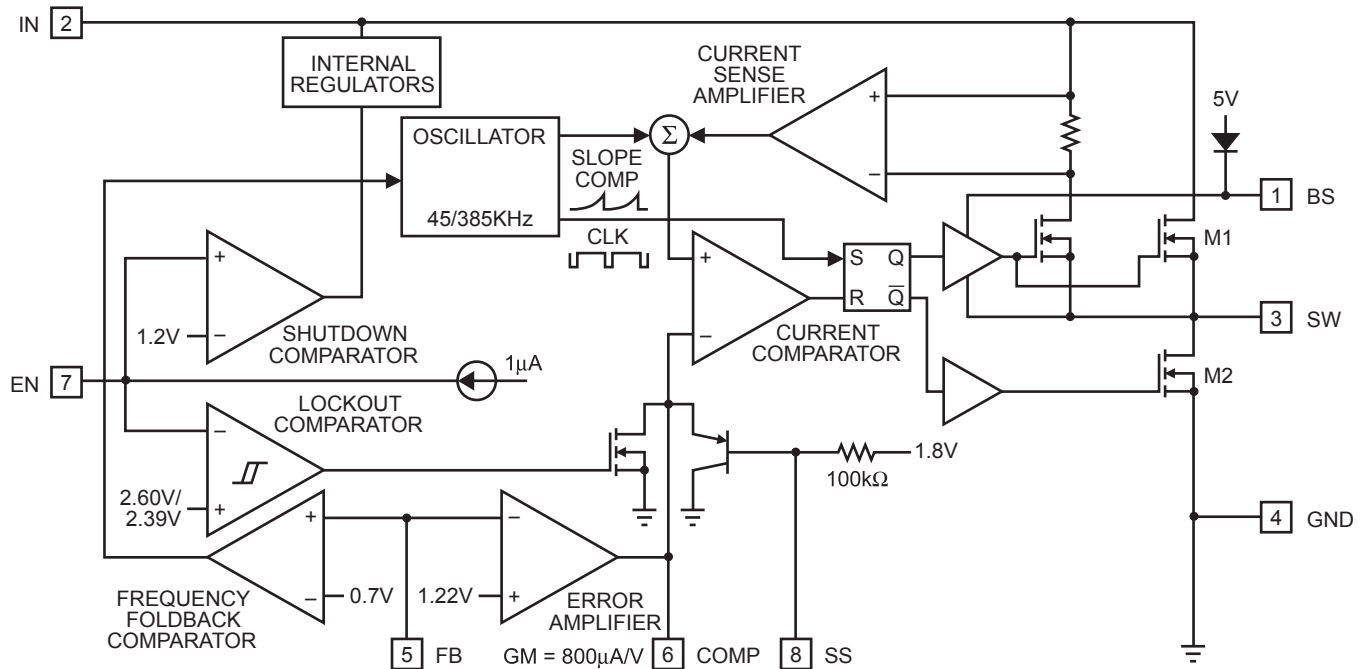 IN 2
INTERNAL
REGULATORS
CURRENT
SENSE
AMPLIFIER
+
–
5V
OSCILLATOR
45/385KHz
Σ
SLOPE
COMP
CLK
1 BS
+
–
1.2V
SHUTDOWN
COMPARATOR
+
–
CURRENT
COMPARATOR
S Q
R Q̅
M1
3 SW
EN 7
1µA
M2
LOCKOUT
COMPARATOR
–
+
2.60V/
2.39V
1.8V
100kΩ
4 GND
+
–
0.7V
FREQUENCY
FOLDBACK
COMPARATOR
–
+
1.22V
ERROR
AMPLIFIER
5 FB
GM = 800µA/V 6 COMP
8 SS